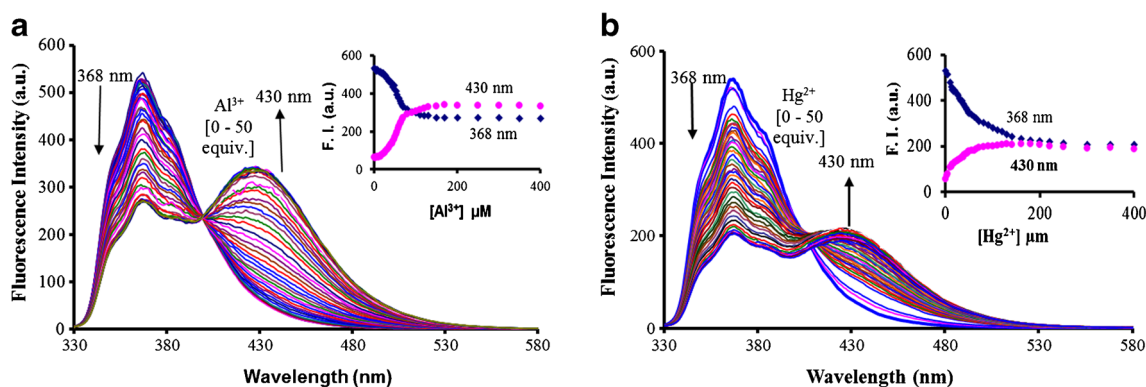 a
Fluorescence Intensity (a.u.)
600
500
400
300
200
100
0
330
380
430
480
530
580
Wavelength (nm)
368 nm
Al³⁺
[0 - 50
equiv.]
430 nm
F. I. (a.u.)
600
400
200
0
0
200
400
430 nm
368 nm
[Al³⁺] µM
b
Fluorescence Intensity (a.u.)
600
400
200
0
330
380
430
480
530
580
Wavelength (nm)
368 nm
Hg²⁺
[0 - 50
equiv.]
430 nm
F. I. (a.u.)
600
400
200
0
0
200
400
368 nm
430 nm
[Hg²⁺] µm